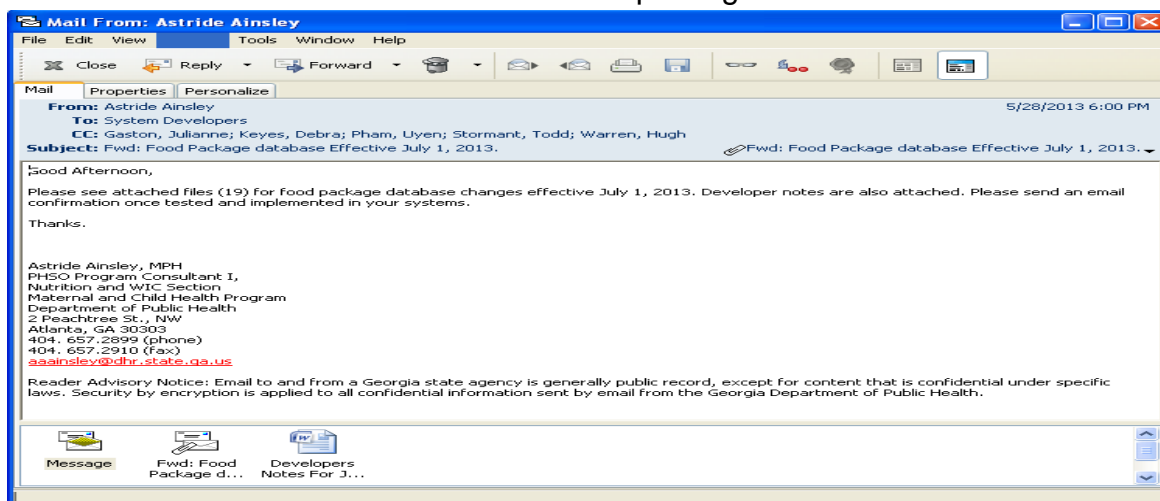 Mail From: Astride Ainsley
File Edit View Tools Window Help
Close Reply Forward
Mail Properties Personalize
From: Astride Ainsley 5/28/2013 6:00 PM
To: System Developers
CC: Gaston, Julianne; Keyes, Debra; Pham, Uyen; Stormant, Todd; Warren, Hugh
Subject: Fwd: Food Package database Effective July 1, 2013. Fwd: Food Package database Effective July 1, 2013.
Good Afternoon,
Please see attached files (19) for food package database changes effective July 1, 2013. Developer notes are also attached. Please send an email
confirmation once tested and implemented in your systems.
Thanks.
Astride Ainsley, MPH
PHSO Program Consultant I,
Nutrition and WIC Section
Maternal and Child Health Program
Department of Public Health
2 Peachtree St., NW
Atlanta, GA 30303
404. 657.2899 (phone)
404. 657.2910 (fax)
aaainsley@dhr.state.ga.us
Reader Advisory Notice: Email to and from a Georgia state agency is generally public record, except for content that is confidential under specific
laws. Security by encryption is applied to all confidential information sent by email from the Georgia Department of Public Health.
Message Fwd: Food Developers
Package d... Notes For J...